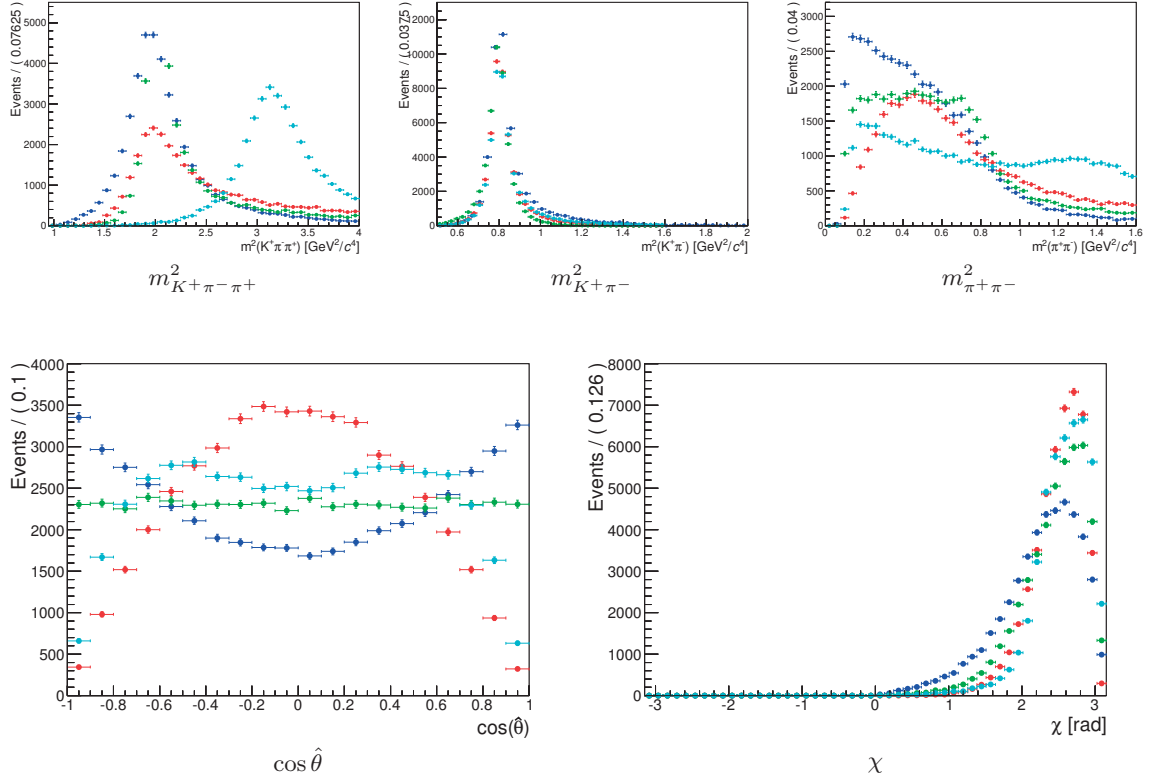 Events / ( 0.07625 )
5000
4000
3000
2000
1000
0
1 1.5 2 2.5 3 3.5 4
m²(K⁺π⁻π⁺) [GeV²/c⁴]
m²_{K⁺π⁻π⁺}
Events / ( 0.0375 )
12000
10000
8000
6000
4000
2000
0
0.6 0.8 1 1.2 1.4 1.6 1.8 2
m²(K⁺π⁻) [GeV²/c⁴]
m²_{K⁺π⁻}
Events / ( 0.04 )
3000
2500
2000
1500
1000
500
0
0 0.2 0.4 0.6 0.8 1 1.2 1.4 1.6
m²(π⁺π⁻) [GeV²/c⁴]
m²_{π⁺π⁻}
Events / ( 0.1 )
4000
3500
3000
2500
2000
1500
1000
500
0
-1 -0.8 -0.6 -0.4 -0.2 0 0.2 0.4 0.6 0.8 1
cos(θ̂)
cos θ̂
Events / ( 0.126 )
8000
7000
6000
5000
4000
3000
2000
1000
0
-3 -2 -1 0 1 2 3
χ [rad]
χ